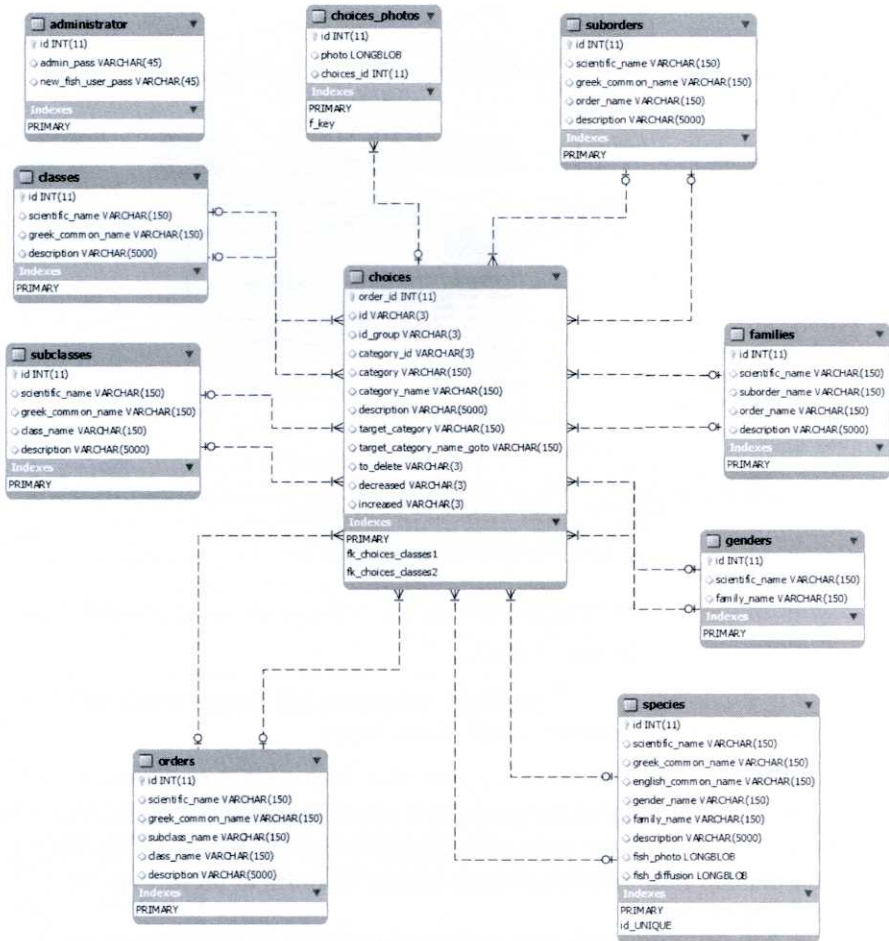 administrator
id INT(11)
admin_pass VARCHAR(45)
new_fish_user_pass VARCHAR(45)
Indexes
PRIMARY
choices_photos
id INT(11)
photo LONGBLOB
choices_id INT(11)
Indexes
PRIMARY
f_key
suborders
id INT(11)
scientific_name VARCHAR(150)
greek_common_name VARCHAR(150)
order_name VARCHAR(150)
description VARCHAR(5000)
Indexes
PRIMARY
classes
id INT(11)
scientific_name VARCHAR(150)
greek_common_name VARCHAR(150)
description VARCHAR(5000)
Indexes
PRIMARY
choices
order_id INT(11)
id VARCHAR(3)
id_group VARCHAR(3)
category_id VARCHAR(3)
category VARCHAR(150)
category_name VARCHAR(150)
description VARCHAR(5000)
target_category VARCHAR(150)
target_category_name_goto VARCHAR(150)
to_delete VARCHAR(3)
decreased VARCHAR(3)
increased VARCHAR(3)
Indexes
PRIMARY
fk_choices_classes1
fk_choices_classes2
subclasses
id INT(11)
scientific_name VARCHAR(150)
greek_common_name VARCHAR(150)
class_name VARCHAR(150)
description VARCHAR(5000)
Indexes
PRIMARY
families
id INT(11)
scientific_name VARCHAR(150)
suborder_name VARCHAR(150)
order_name VARCHAR(150)
description VARCHAR(5000)
Indexes
PRIMARY
genders
id INT(11)
scientific_name VARCHAR(150)
family_name VARCHAR(150)
Indexes
PRIMARY
orders
id INT(11)
scientific_name VARCHAR(150)
greek_common_name VARCHAR(150)
subclass_name VARCHAR(150)
class_name VARCHAR(150)
description VARCHAR(5000)
Indexes
PRIMARY
species
id INT(11)
scientific_name VARCHAR(150)
greek_common_name VARCHAR(150)
english_common_name VARCHAR(150)
gender_name VARCHAR(150)
family_name VARCHAR(150)
description VARCHAR(5000)
fish_photo LONGBLOB
fish_diffusion LONGBLOB
Indexes
PRIMARY
id_UNIQUE